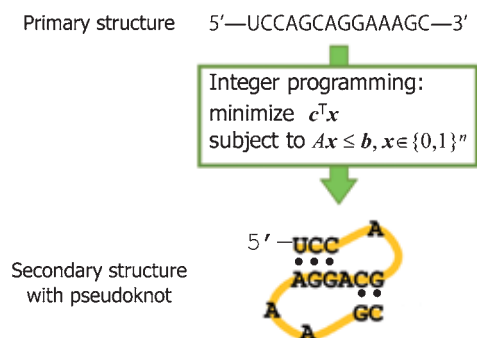 Primary structure 5′—UCCAGCAGGAAAGC—3′
Integer programming:
minimize cᵀx
subject to Ax ≤ b, x∈{0,1}ⁿ
A
5′—UCC
Secondary structure
with pseudoknot
AGGACG
A
GC
A